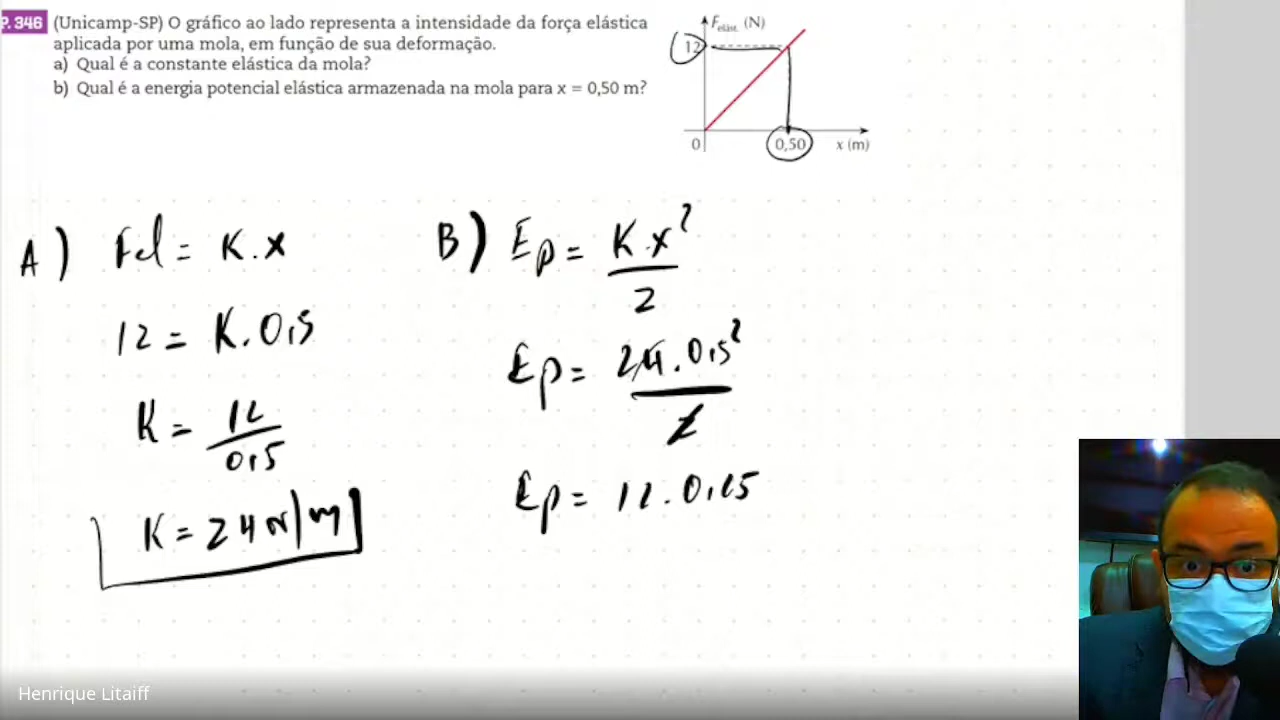 P. 346 (Unicamp-SP) O gráfico ao lado representa a intensidade da força elástica
aplicada por uma mola, em função de sua deformação.
a) Qual é a constante elástica da mola?
b) Qual é a energia potencial elástica armazenada na mola para x = 0,50 m?
Felást. (N)
12
0
0,50
x (m)
A) Fel = K.x
12 = K.0,5
K = 12/0,5
K = 24 N/m
B) Ep = K.x²/2
Ep = 24.0,5²/2
Ep = 12.0,25
Henrique Litaiff